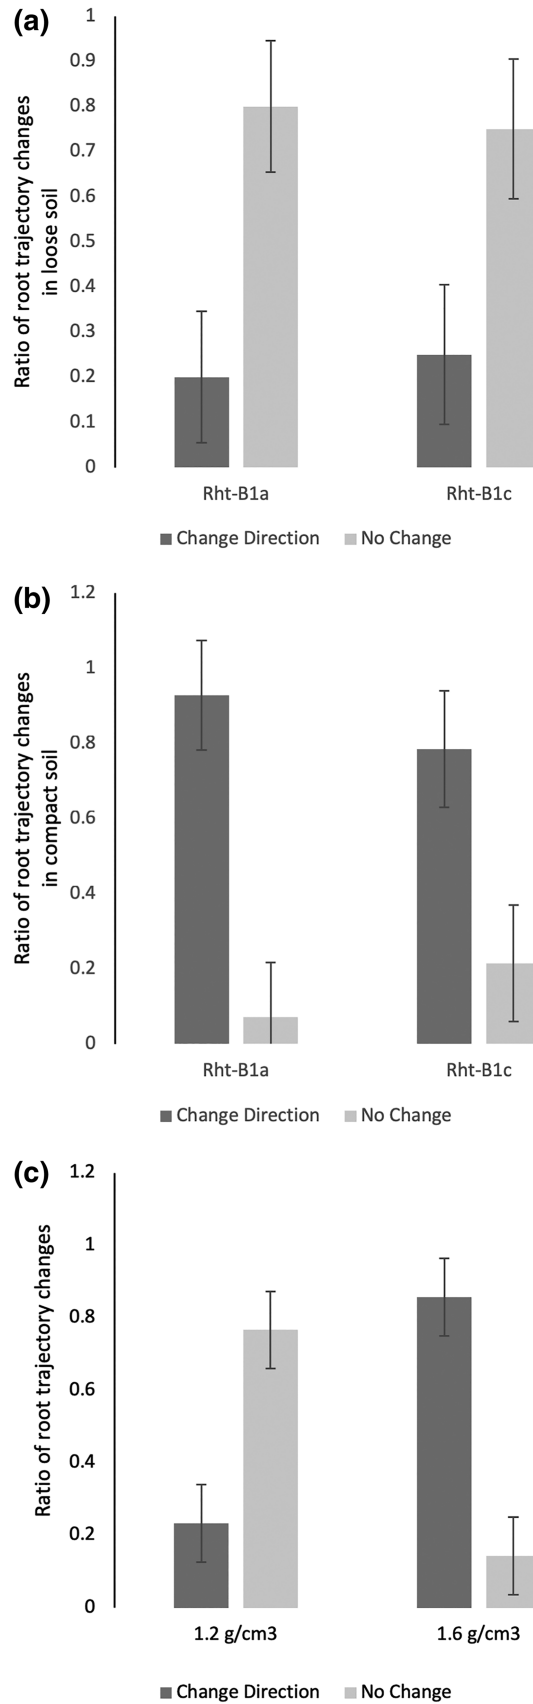 (a)
Ratio of root trajectory changes
in loose soil
1
0.9
0.8
0.7
0.6
0.5
0.4
0.3
0.2
0.1
0
Rht-B1a Rht-B1c
Change Direction No Change
(b)
Ratio of root trajectory changes
in compact soil
1.2
1
0.8
0.6
0.4
0.2
0
Rht-B1a Rht-B1c
Change Direction No Change
(c)
Ratio of root trajectory changes
1.2
1
0.8
0.6
0.4
0.2
0
1.2 g/cm3 1.6 g/cm3
Change Direction No Change